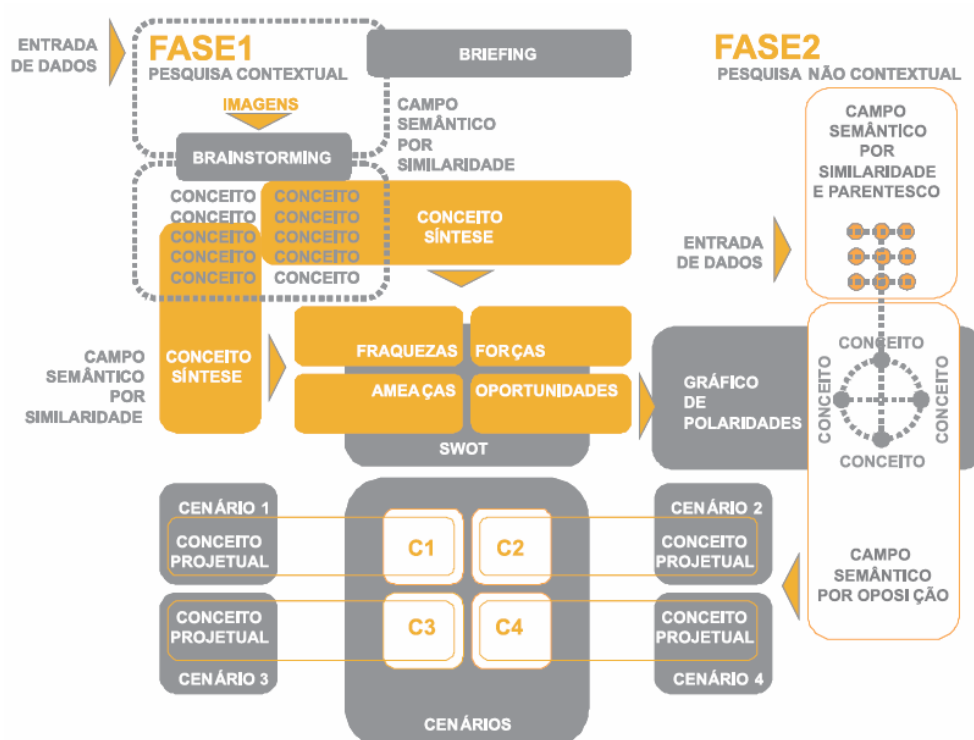 ENTRADA
DE DADOS
FASE1
PESQUISA CONTEXTUAL
BRIEFING
IMAGENS
CAMPO
SEMÂNTICO
POR
SIMILARIDADE
BRAINSTORMING
CONCEITO CONCEITO
CONCEITO CONCEITO
CONCEITO CONCEITO
CONCEITO CONCEITO
CONCEITO CONCEITO
CONCEITO
SÍNTESE
CAMPO
SEMÂNTICO
POR
SIMILARIDADE
CONCEITO
SÍNTESE
FRAQUEZAS
FORÇAS
AMEAÇAS
OPORTUNIDADES
SWOT
FASE2
PESQUISA NÃO CONTEXTUAL
CAMPO
SEMÂNTICO
POR
SIMILARIDADE
E PARENTESCO
ENTRADA
DE DADOS
GRÁFICO
DE
POLARIDADES
CONCEITO
CONCEITO
CONCEITO
CONCEITO
CAMPO
SEMÂNTICO
POR OPOSIÇÃO
CENÁRIO 1
CONCEITO
PROJETUAL
C1
C2
CENÁRIO 2
CONCEITO
PROJETUAL
CONCEITO
PROJETUAL
CENÁRIO 3
C3
C4
CONCEITO
PROJETUAL
CENÁRIO 4
CENÁRIOS